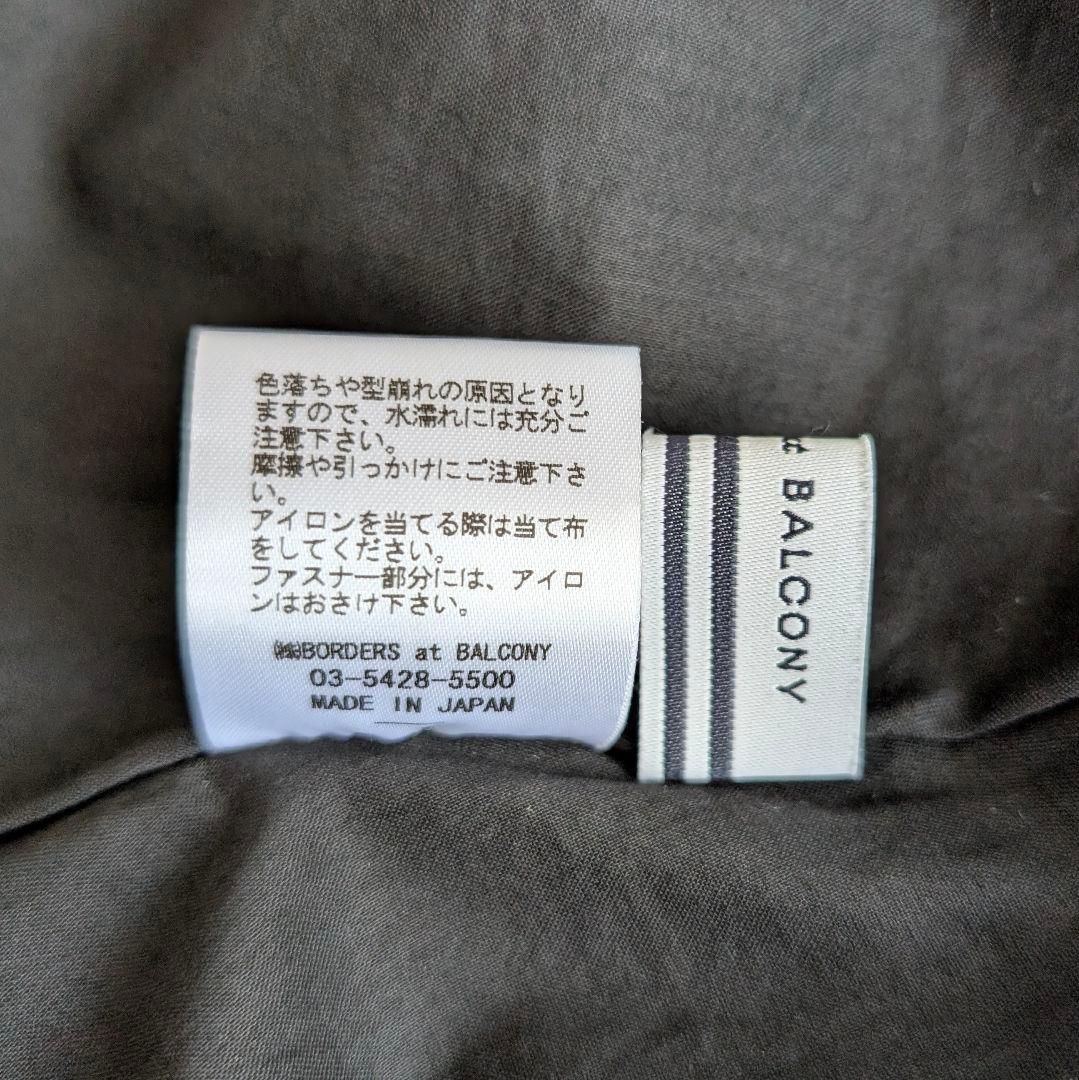 色落ちや型崩れの原因となり
ますので、水濡れには充分ご
注意下さい。
摩擦や引っかけにご注意下さ
い。
アイロンを当てる際は当て布
をしてください。
ファスナー部分には、アイロ
ンはおさけ下さい。
㈱BORDERS at BALCONY
03-5428-5500
MADE IN JAPAN
at BALCONY